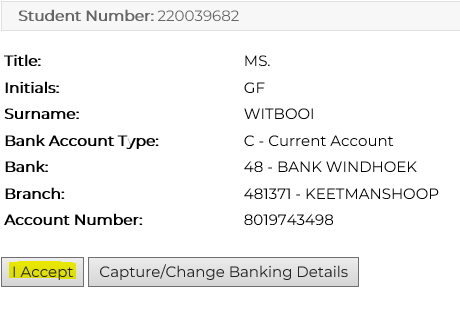 Student Number: 220039682
Title: MS.
Initials: GF
Surname: WITBOOI
Bank Account Type: C - Current Account
Bank: 48 - BANK WINDHOEK
Branch: 481371 - KEETMANSHOOP
Account Number: 8019743498
I Accept Capture/Change Banking Details